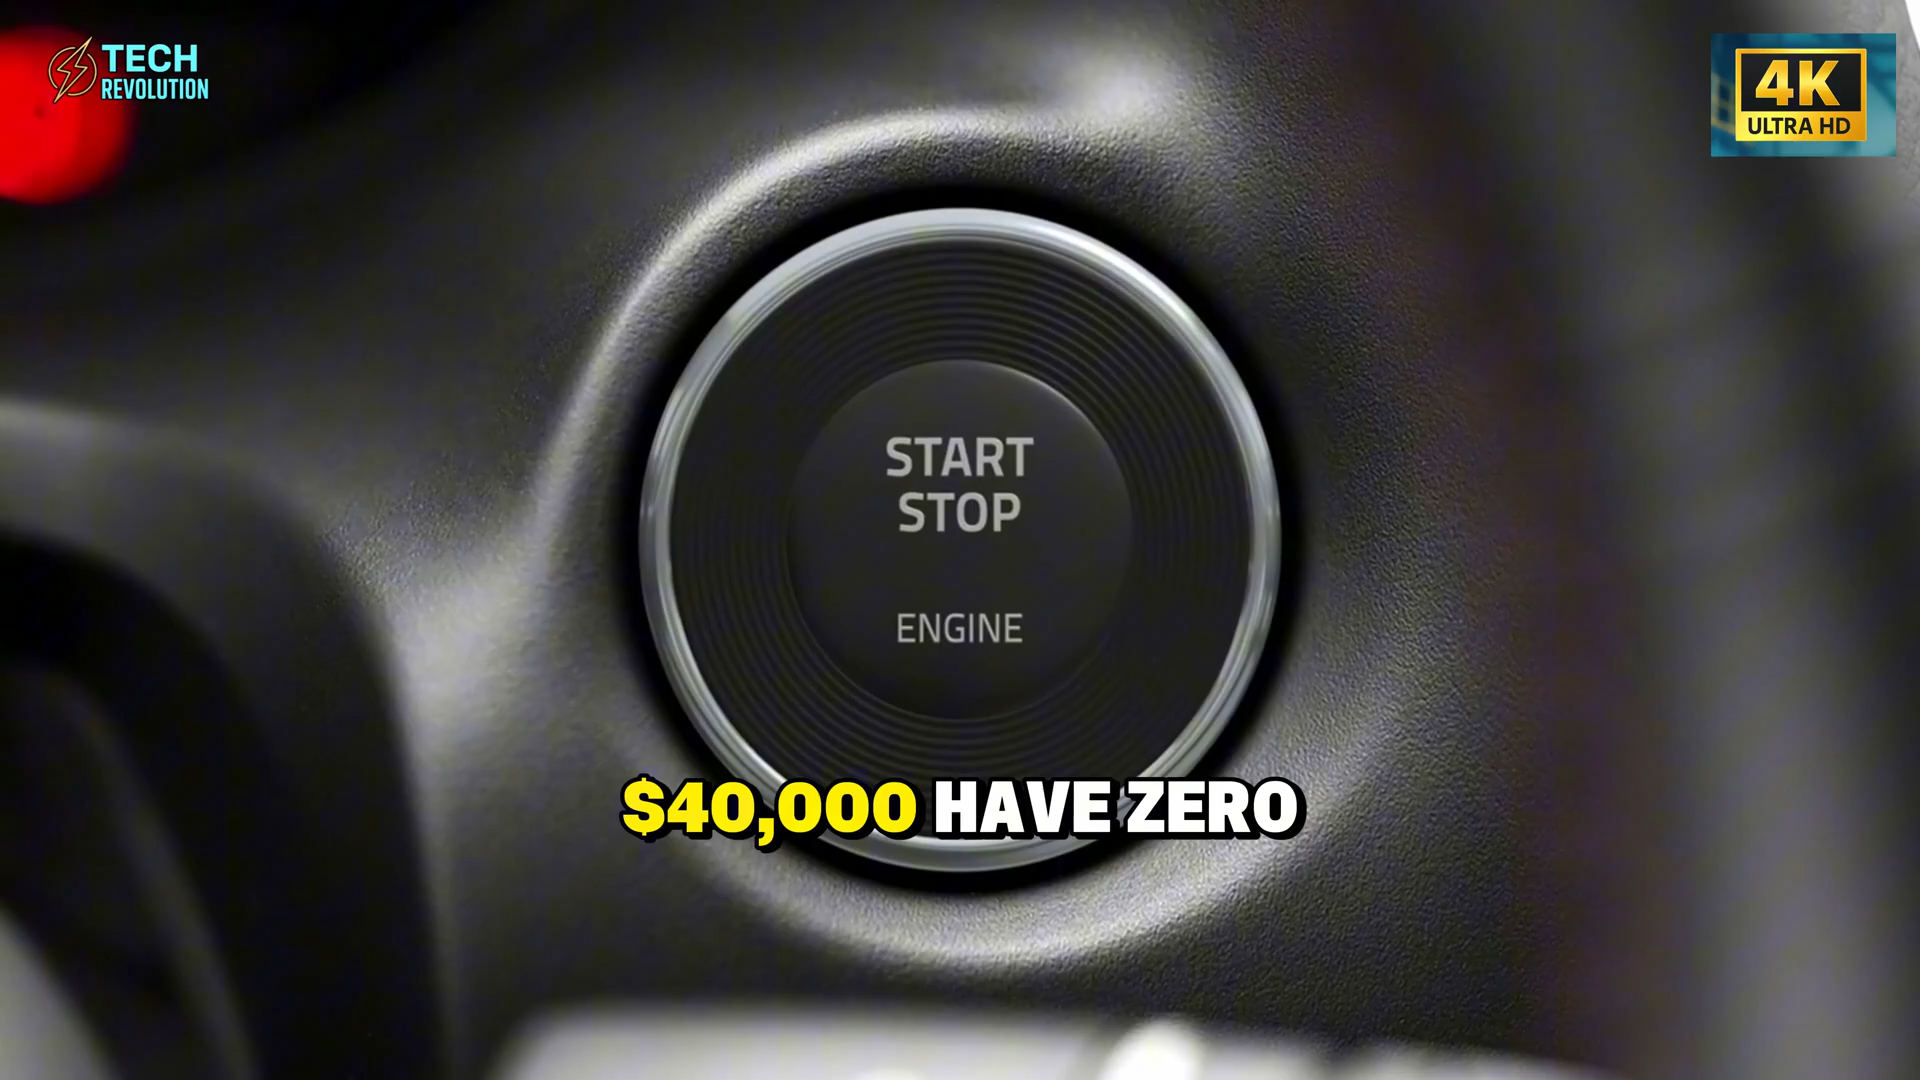 TECH
REVOLUTION
4K
ULTRA HD
START
STOP
ENGINE
$40,000 HAVE ZERO